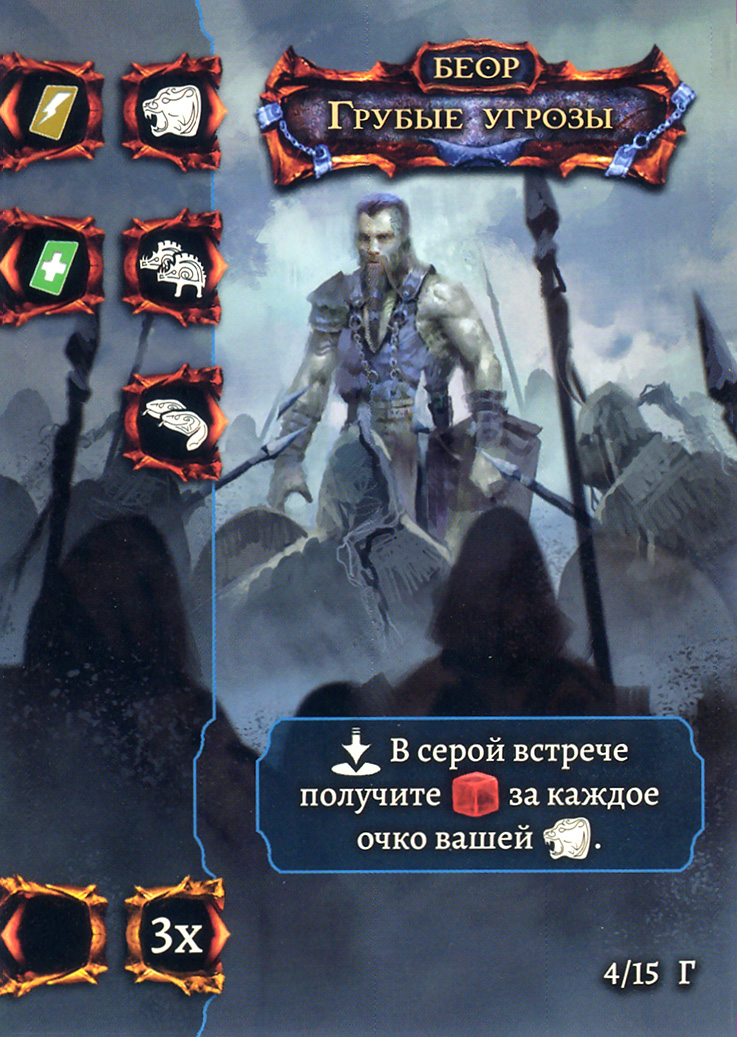 БЕОР
Грубые угрозы
В серой встрече
получите за каждое
очко вашей .
3x
4/15 Г